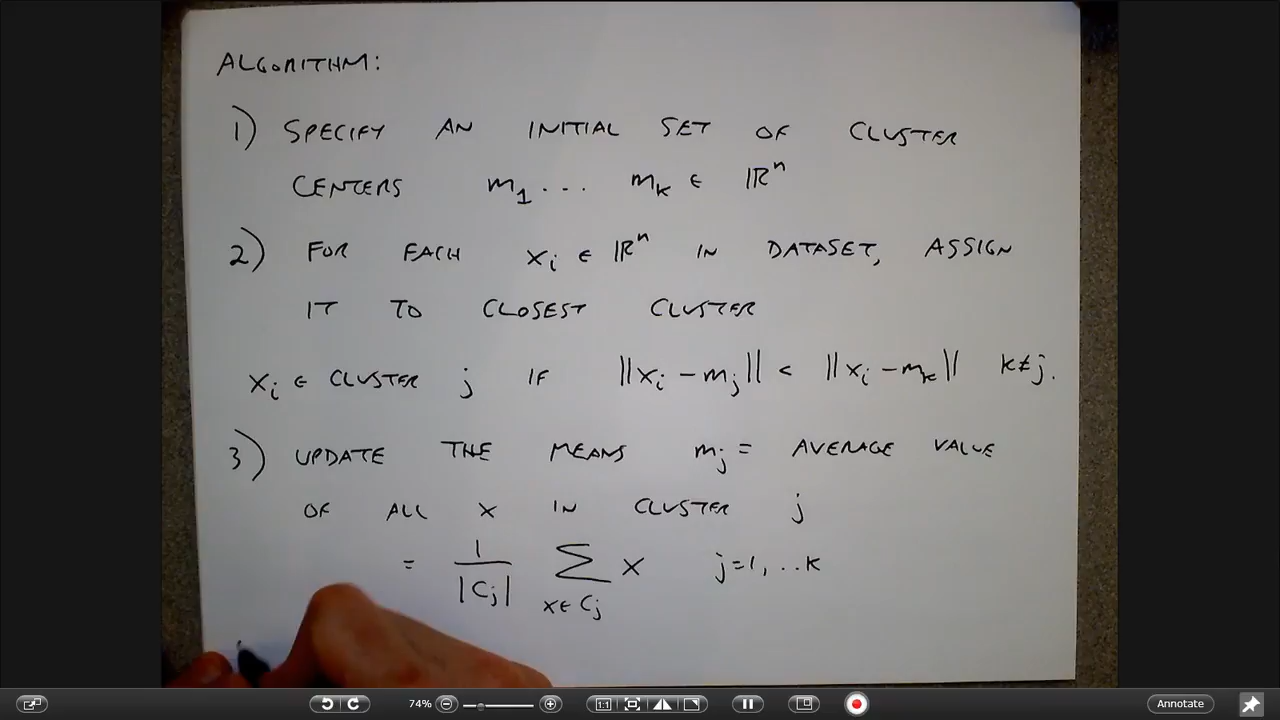 ALGORITHM:
1) SPECIFY AN INITIAL SET OF CLUSTER
CENTERS m₁ ... mₖ ∈ ℝⁿ
2) FOR EACH xᵢ ∈ ℝⁿ IN DATASET, ASSIGN
IT TO CLOSEST CLUSTER
xᵢ ∈ CLUSTER j IF ||xᵢ - mⱼ|| < ||xᵢ - mₖ|| k≠j.
3) UPDATE THE MEANS mⱼ = AVERAGE VALUE
OF ALL X IN CLUSTER j
= 1/|Cⱼ| ∑_{x∈Cⱼ} X j=1, ..k
74% 1:1 Annotate